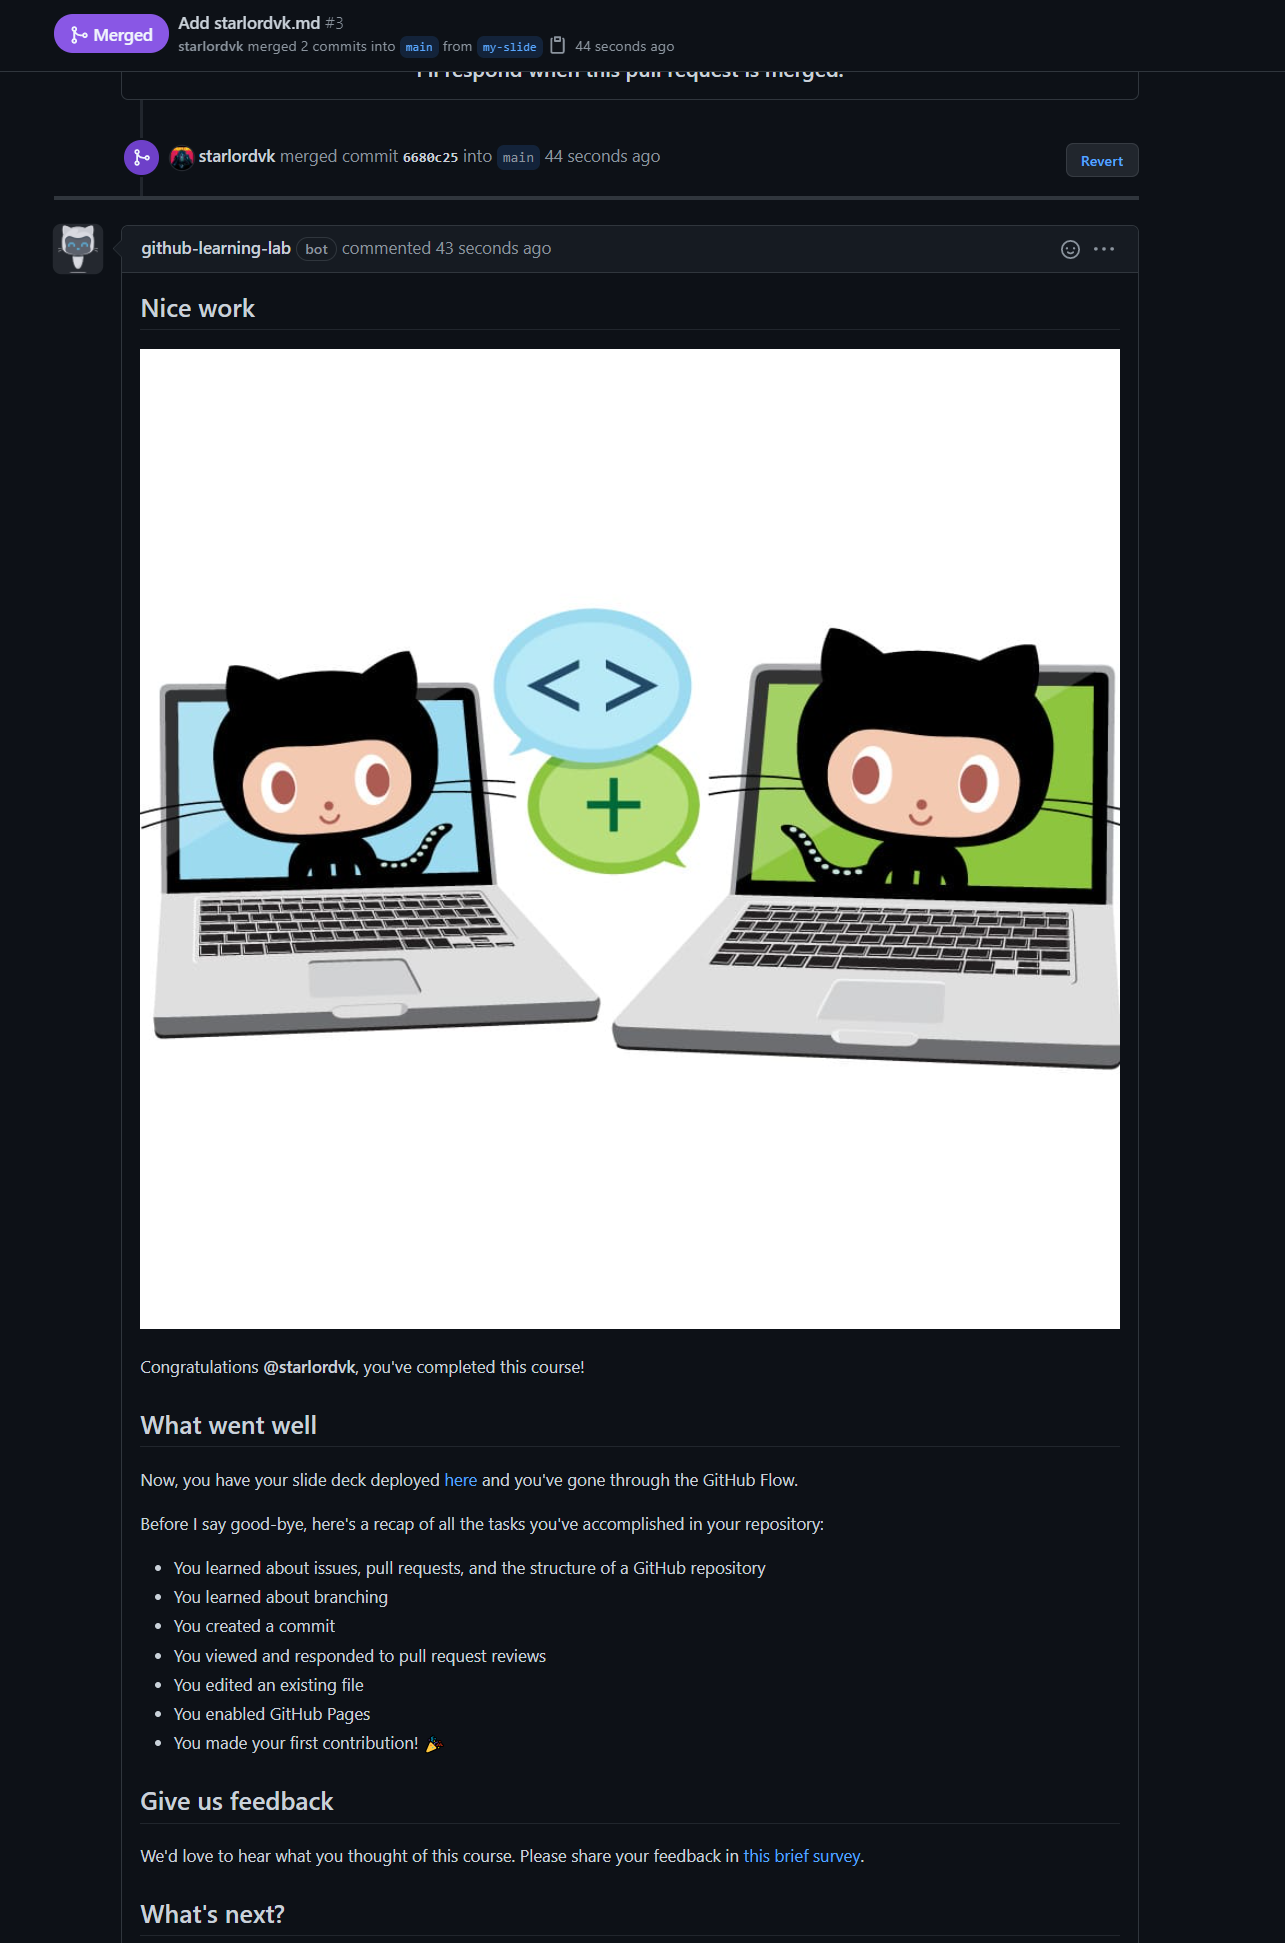 Merged
Add starlordvk.md #3
starlordvk merged 2 commits into main from my-slide 44 seconds ago
I'll respond when this pull request is merged.
starlordvk merged commit 6680c25 into main 44 seconds ago
Revert
github-learning-lab bot commented 43 seconds ago
Nice work
< >
+
Congratulations @starlordvk, you've completed this course!
What went well
Now, you have your slide deck deployed here and you've gone through the GitHub Flow.
Before I say good-bye, here's a recap of all the tasks you've accomplished in your repository:
• You learned about issues, pull requests, and the structure of a GitHub repository
• You learned about branching
• You created a commit
• You viewed and responded to pull request reviews
• You edited an existing file
• You enabled GitHub Pages
• You made your first contribution! 🎉
Give us feedback
We'd love to hear what you thought of this course. Please share your feedback in this brief survey.
What's next?